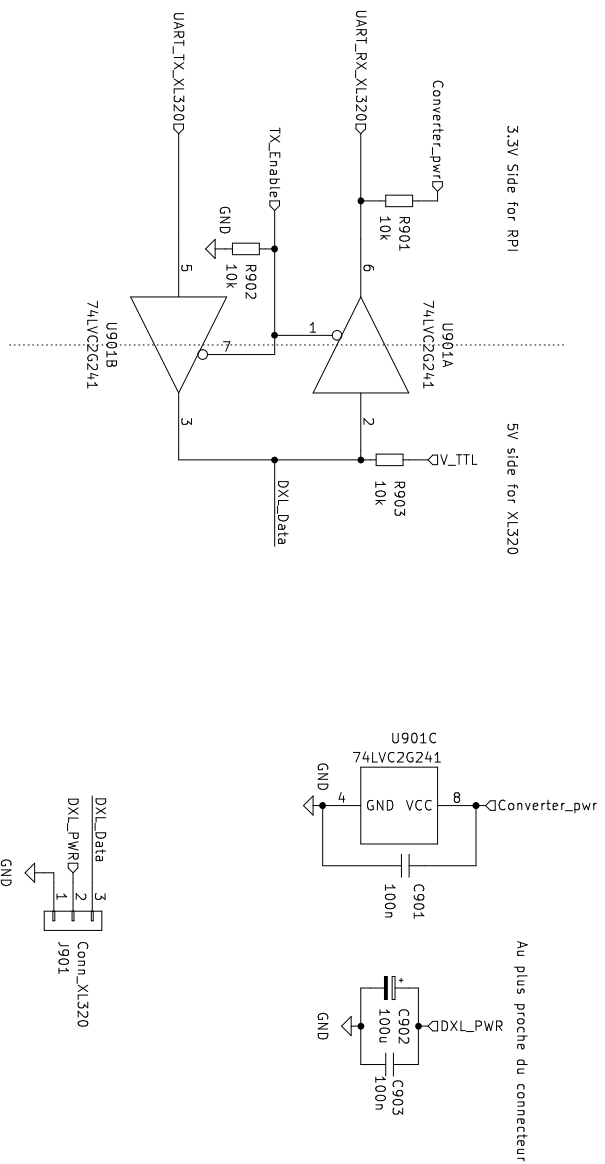 3.3V Side for RPI
5V side for XL320
Converter_pwr
R901
10k
UART_RX_XL320
6
U901A
74LVC2G241
2
1
V_TTL
R903
10k
TX_Enable
GND
R902
10k
7
DXL_Data
UART_TX_XL320
5
U901B
74LVC2G241
3
U901C
74LVC2G241
GND
4
GND VCC
8
Converter_pwr
C901
100n
Au plus proche du connecteur
DXL_PWR
+
C902
100u
C903
100n
GND
DXL_Data
DXL_PWR
GND
3
2
1
Conn_XL320
J901